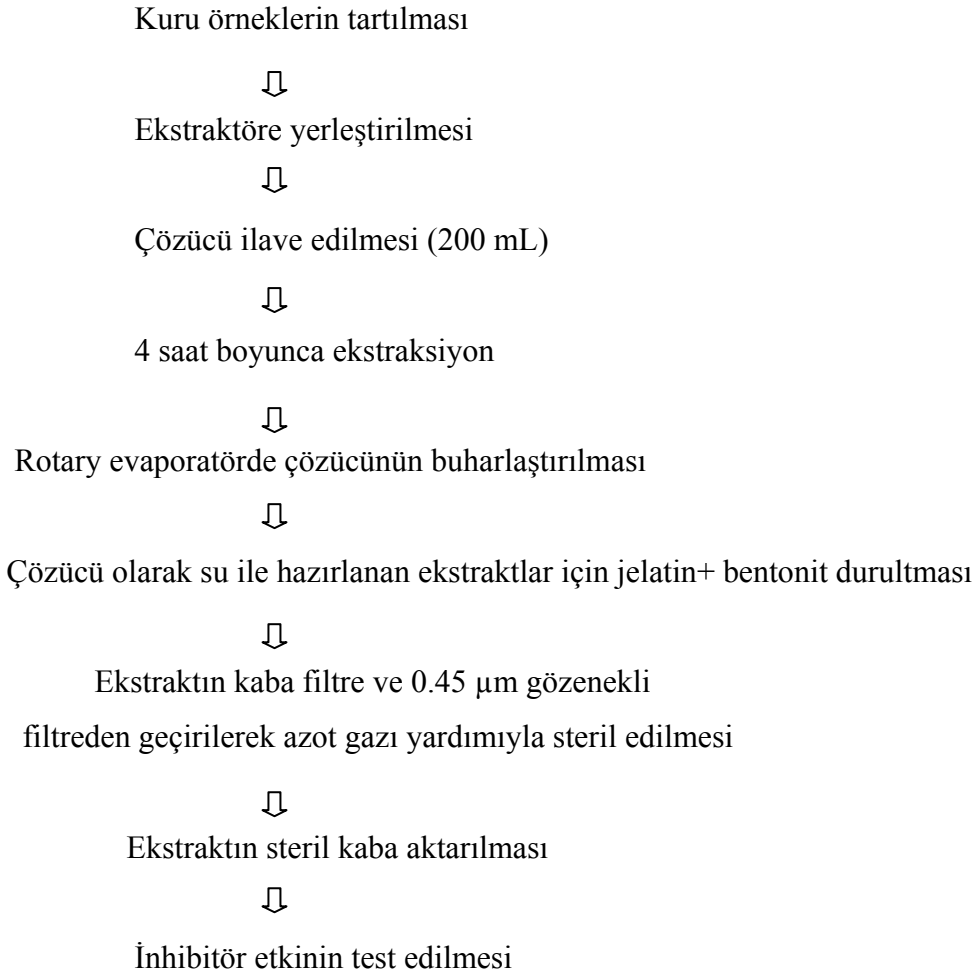 Kuru örneklerin tartılması
Ekstraktöre yerleştirilmesi
Çözücü ilave edilmesi (200 mL)
4 saat boyunca ekstraksiyon
Rotary evaporatörde çözücünün buharlaştırılması
Çözücü olarak su ile hazırlanan ekstraktlar için jelatin+ bentonit durultması
Ekstraktın kaba filtre ve 0.45 µm gözenekli
filtreden geçirilerek azot gazı yardımıyla steril edilmesi
Ekstraktın steril kaba aktarılması
İnhibitör etkinin test edilmesi